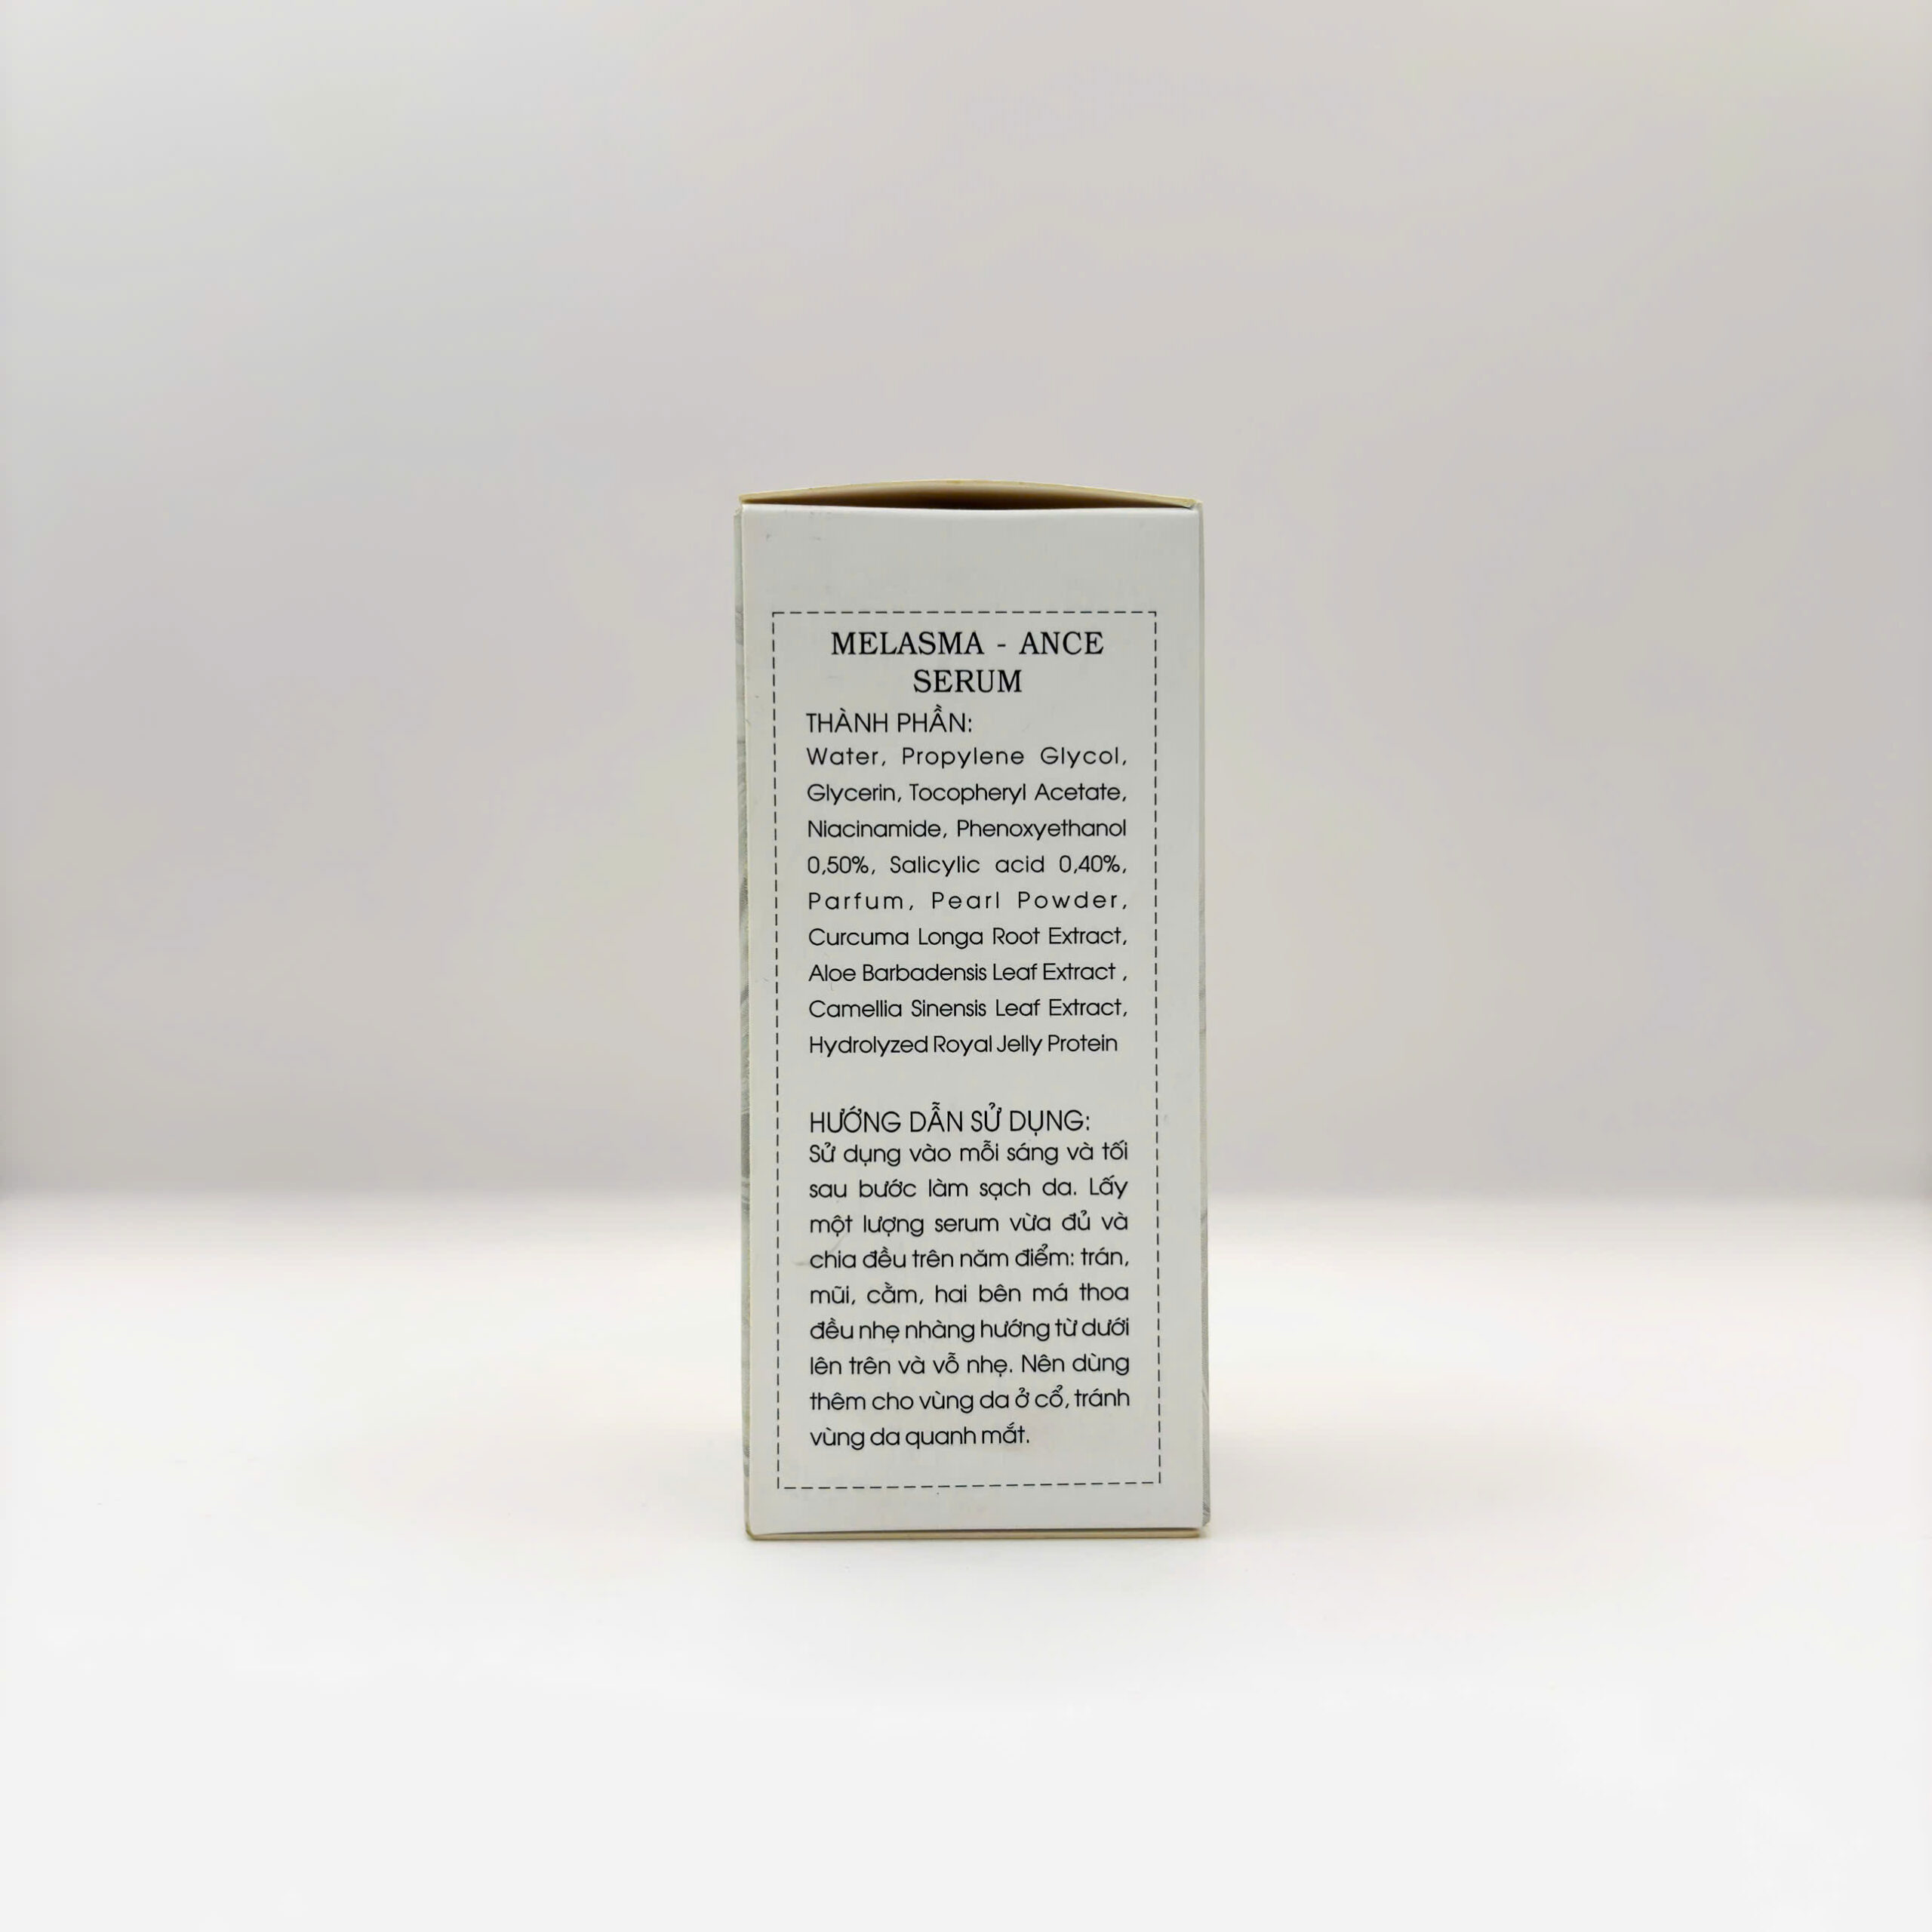 MELASMA - ANCE
SERUM
THÀNH PHẦN:
Water, Propylene Glycol,
Glycerin, Tocopheryl Acetate,
Niacinamide, Phenoxyethanol
0,50%, Salicylic acid 0,40%,
Parfum, Pearl Powder,
Curcuma Longa Root Extract,
Aloe Barbadensis Leaf Extract ,
Camellia Sinensis Leaf Extract,
Hydrolyzed Royal Jelly Protein
HƯỚNG DẪN SỬ DỤNG:
Sử dụng vào mỗi sáng và tối
sau bước làm sạch da. Lấy
một lượng serum vừa đủ và
chia đều trên năm điểm: trán,
mũi, cằm, hai bên má thoa
đều nhẹ nhàng hướng từ dưới
lên trên và vỗ nhẹ. Nên dùng
thêm cho vùng da ở cổ, tránh
vùng da quanh mắt.